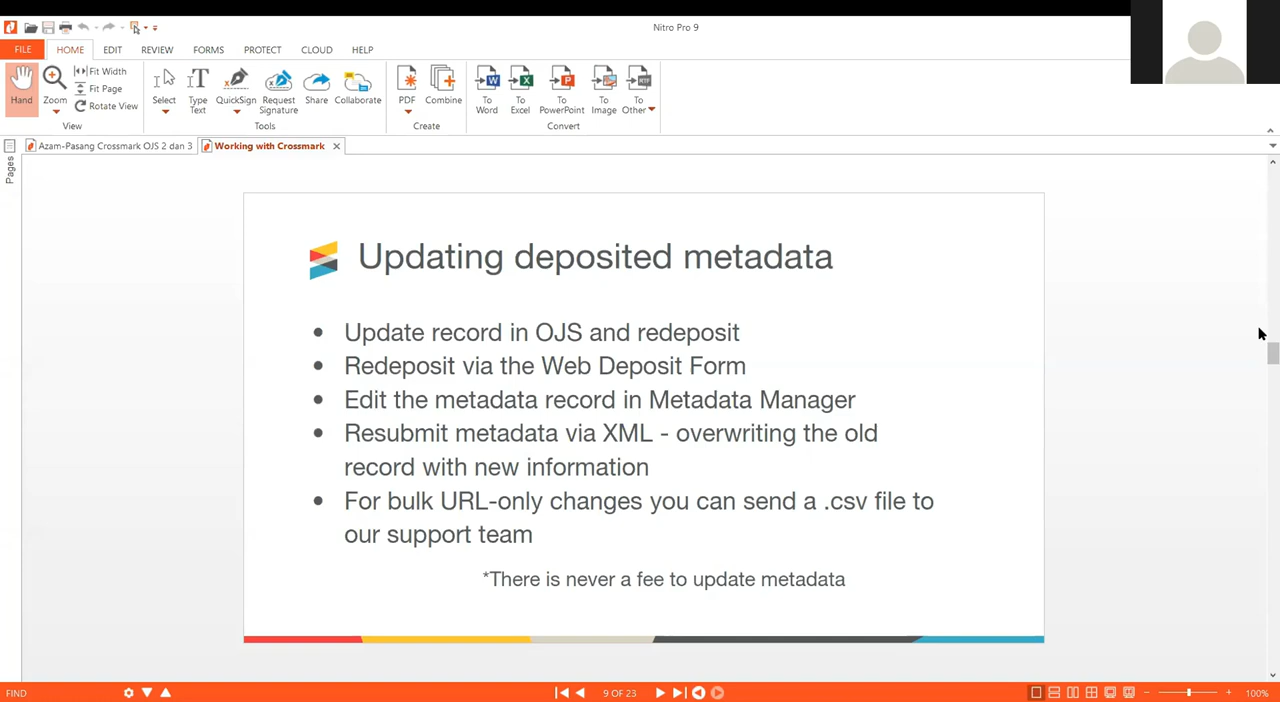 Nitro Pro 9
FILE HOME EDIT REVIEW FORMS PROTECT CLOUD HELP
Hand
Zoom
Fit Width
Fit Page
Rotate View
View
Select
Type Text
QuickSign
Request Signature
Share
Collaborate
Tools
PDF
Combine
Create
To Word
To Excel
To PowerPoint
To Image
To Other
Convert
Azam-Pasang Crossmark OJS 2 dan 3
Working with Crossmark
Pages
Updating deposited metadata
• Update record in OJS and redeposit
• Redeposit via the Web Deposit Form
• Edit the metadata record in Metadata Manager
• Resubmit metadata via XML - overwriting the old
record with new information
• For bulk URL-only changes you can send a .csv file to
our support team
*There is never a fee to update metadata
FIND
9 OF 23
100%